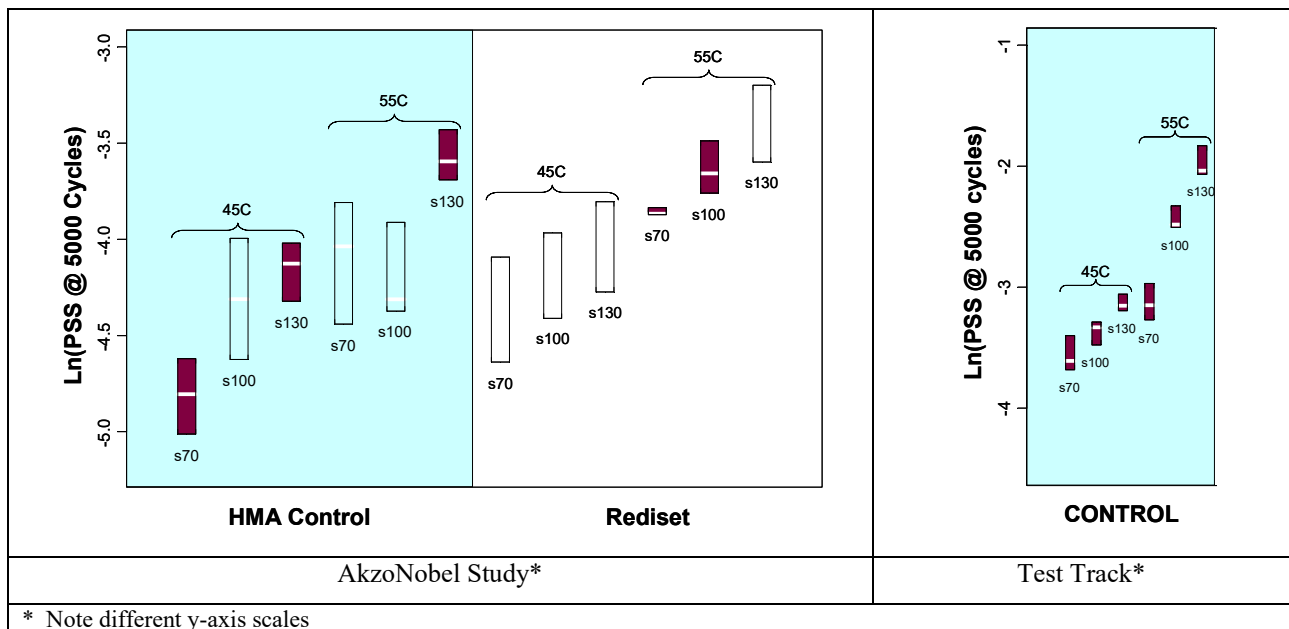 Ln(PSS @ 5000 Cycles)
-3.0
-3.5
-4.0
-4.5
-5.0
45C
s70
s100
s130
55C
s70
s100
s130
HMA Control
45C
s70
s100
s130
55C
s70
s100
s130
Rediset
Ln(PSS @ 5000 cycles)
-1
-2
-3
-4
45C
s70
s100
s130
55C
s70
s100
s130
CONTROL
AkzoNobel Study*
Test Track*
* Note different y-axis scales